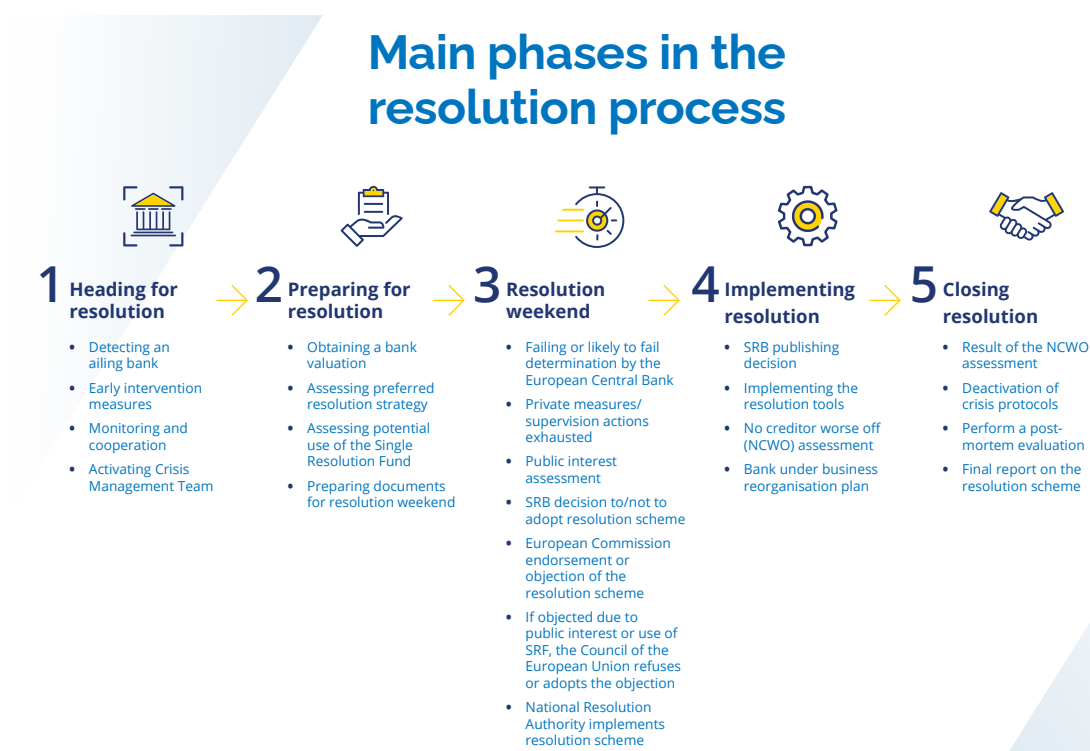 Main phases in the
resolution process
1 Heading for
resolution
• Detecting an
ailing bank
• Early intervention
measures
• Monitoring and
cooperation
• Activating Crisis
Management Team
2 Preparing for
resolution
• Obtaining a bank
valuation
• Assessing preferred
resolution strategy
• Assessing potential
use of the Single
Resolution Fund
• Preparing documents
for resolution weekend
3 Resolution
weekend
• Failing or likely to fail
determination by the
European Central Bank
• Private measures/
supervision actions
exhausted
• Public interest
assessment
• SRB decision to/not to
adopt resolution scheme
• European Commission
endorsement or
objection of the
resolution scheme
• If objected due to
public interest or use of
SRF, the Council of the
European Union refuses
or adopts the objection
• National Resolution
Authority implements
resolution scheme
4 Implementing
resolution
• SRB publishing
decision
• Implementing the
resolution tools
• No creditor worse off
(NCWO) assessment
• Bank under business
reorganisation plan
5 Closing
resolution
• Result of the NCWO
assessment
• Deactivation of
crisis protocols
• Perform a post-
mortem evaluation
• Final report on the
resolution scheme